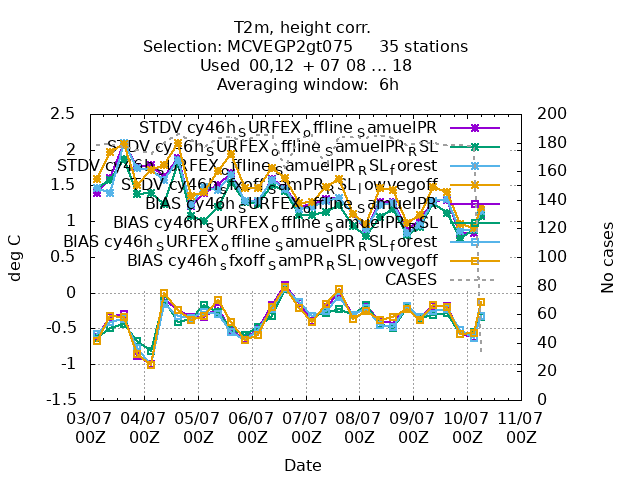 T2m, height corr.
Selection: MCVEGP2gt075 35 stations
Used 00,12 + 07 08 ... 18
Averaging window: 6h
2.5
2
1.5
1
0.5
0
-0.5
-1
-1.5
deg C
STDV cy46h_SURFEX_offline_SamuelPR
STDV cy46h_SURFEX_offline_SamuelPR_RSL
STDV cy46h_SURFEX_offline_SamuelPR_RSL_forest
STDV cy46h_sfxoff_SamPR_RSL_lowvegoff
BIAS cy46h_SURFEX_offline_SamuelPR
BIAS cy46h_SURFEX_offline_SamuelPR_RSL
BIAS cy46h_SURFEX_offline_SamuelPR_RSL_forest
BIAS cy46h_sfxoff_SamPR_RSL_lowvegoff
CASES
200
180
160
140
120
100
80
60
40
20
0
No cases
03/07 04/07 05/07 06/07 07/07 08/07 09/07 10/07 11/07
00Z 00Z 00Z 00Z 00Z 00Z 00Z 00Z 00Z
Date